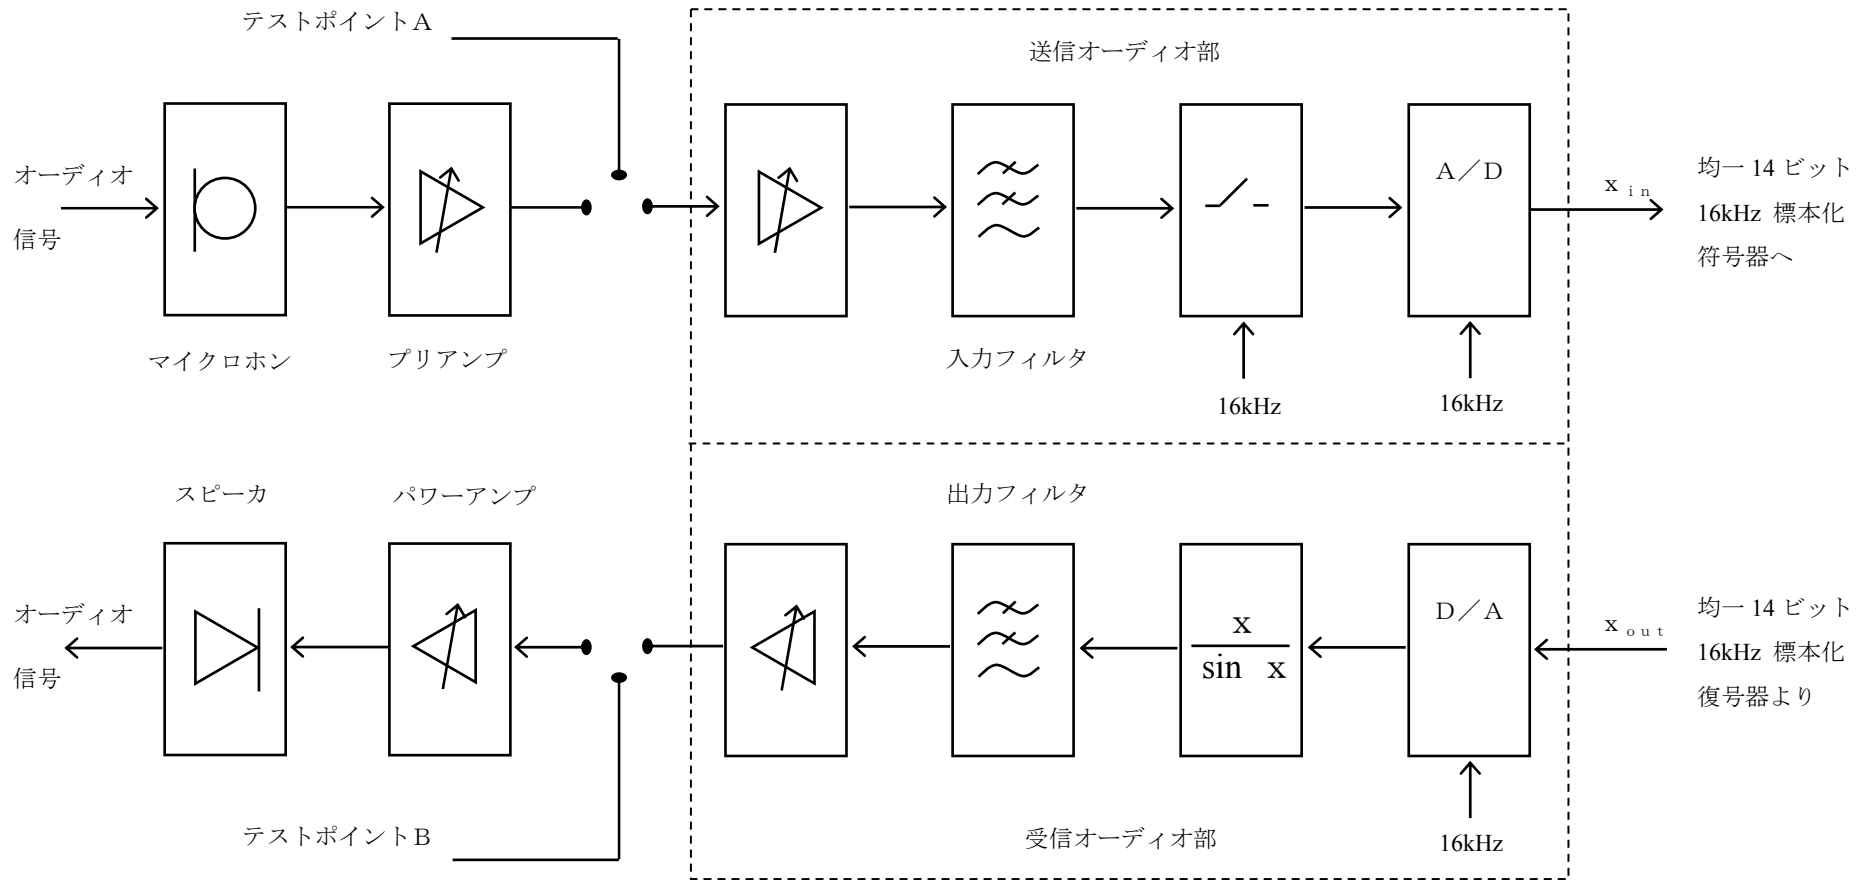 テストポイントA
送信オーディオ部
オーディオ
信号
A/D
x in
均一 14 ビット
16kHz 標本化
符号器へ
マイクロホン
プリアンプ
入力フィルタ
16kHz
16kHz
スピーカ
パワーアンプ
出力フィルタ
オーディオ
信号
x
sin x
D/A
x out
均一 14 ビット
16kHz 標本化
復号器より
テストポイントB
受信オーディオ部
16kHz